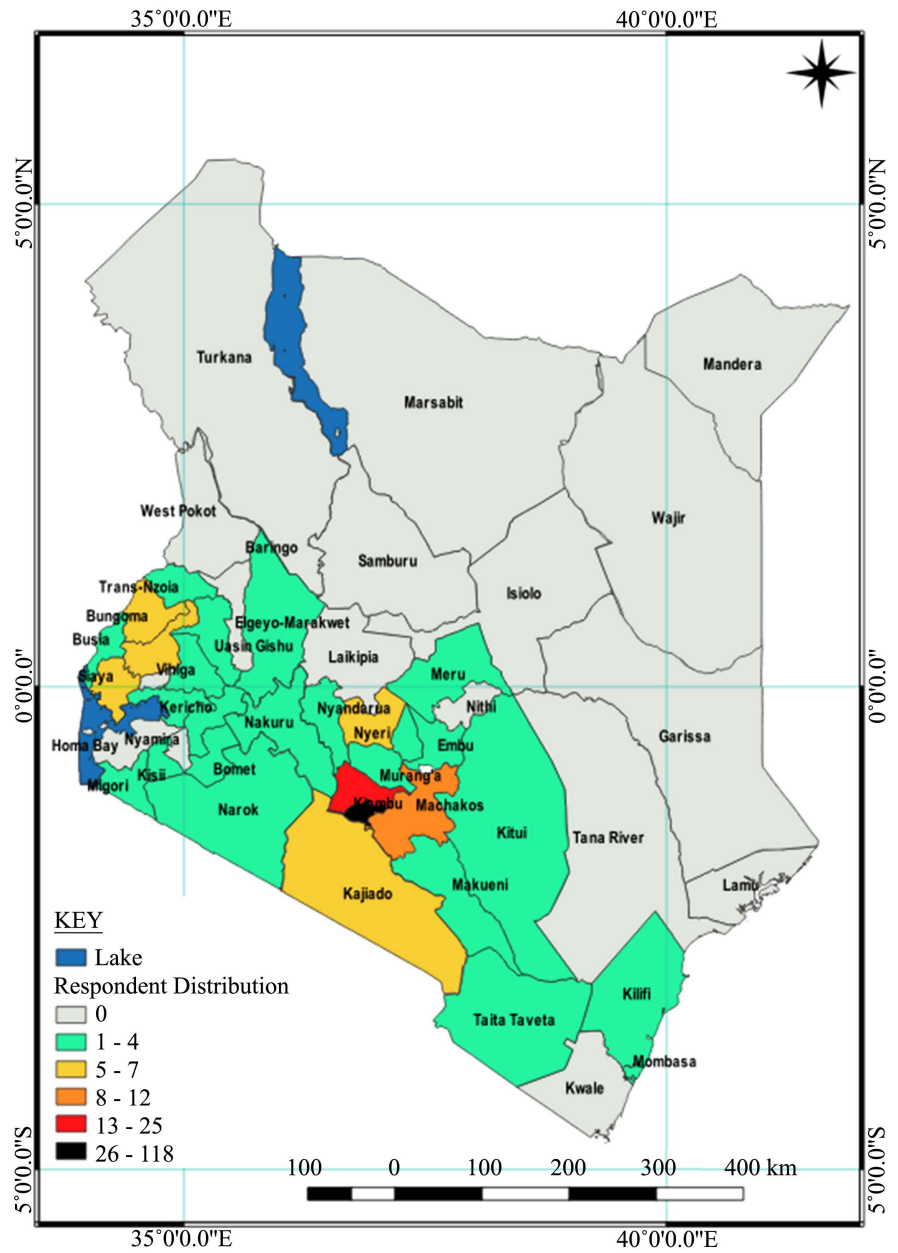 35°0'0.0"E 40°0'0.0"E
5°0'0.0"N 5°0'0.0"N
Turkana
Mandera
Marsabit
West Pokot
Wajir
Baringo
Samburu
Trans-Nzoia
Isiolo
Bungoma
Elgeyo-Marakwet
Busia
Uasin Gishu
Laikipia
Vihiga
Meru
Siaya
0°0'0.0" 0°0'0.0"
Kericho
Nyandarua
Nithi
Nakuru
Nyeri
Garissa
Homa Bay
Nyamira
Embu
Kisii
Bomet
Murang'a
Migori
Kiambu
Machakos
Narok
Kitui
Tana River
Makueni
Lamu
Kajiado
KEY
Lake
Respondent Distribution
0
1 - 4
5 - 7
8 - 12
13 - 25
26 - 118
Kilifi
Taita Taveta
Mombasa
Kwale
5°0'0.0"S 5°0'0.0"S
100 0 100 200 300 400 km
35°0'0.0"E 40°0'0.0"E